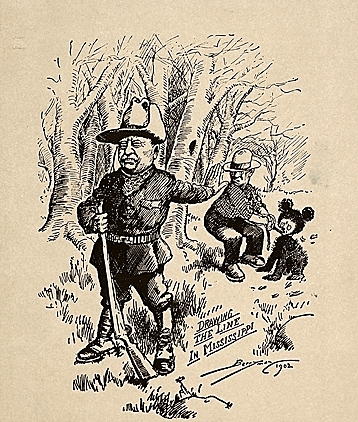 DRAWING
THE LINE
IN MISSISSIPPI
Berryman
1902